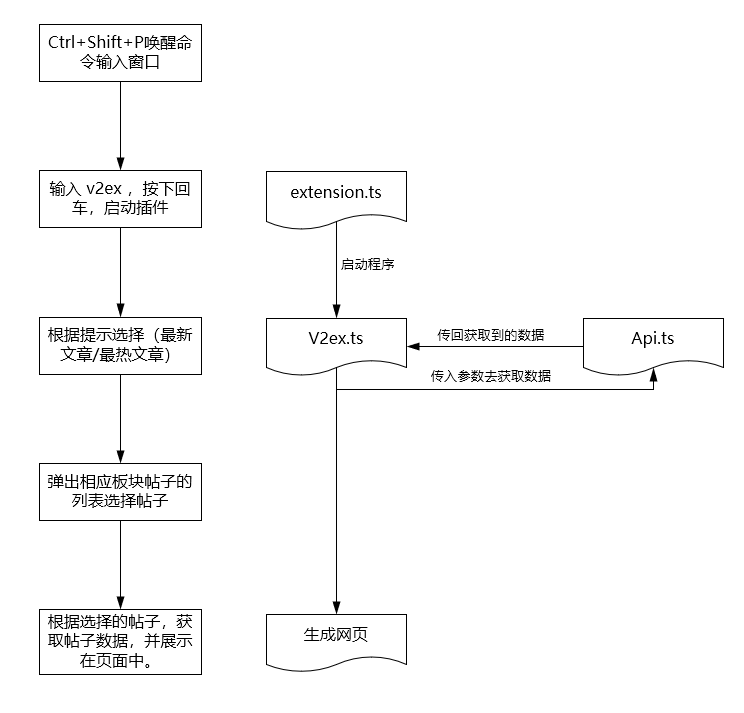 Ctrl+Shift+P唤醒命
令输入窗口
输入 v2ex ，按下回
车，启动插件
根据提示选择（最新
文章/最热文章）
弹出相应板块帖子的
列表选择帖子
根据选择的帖子，获
取帖子数据，并展示
在页面中。
extension.ts
启动程序
V2ex.ts
传回获取到的数据
Api.ts
传入参数去获取数据
生成网页